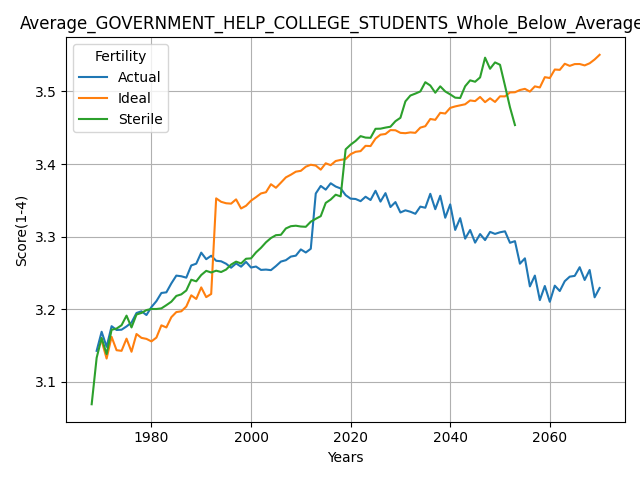 Average_GOVERNMENT_HELP_COLLEGE_STUDENTS_Whole_Below_Average
Fertility
Actual
Ideal
Sterile
3.5
3.4
3.3
3.2
3.1
Score(1-4)
1980 2000 2020 2040 2060
Years